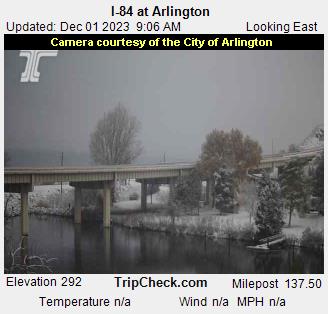 I-84 at Arlington
Updated: Dec 01 2023 9:06 AM Looking East
Camera courtesy of the City of Arlington
Elevation 292 TripCheck.com Milepost 137.50
Temperature n/a Wind n/a MPH n/a